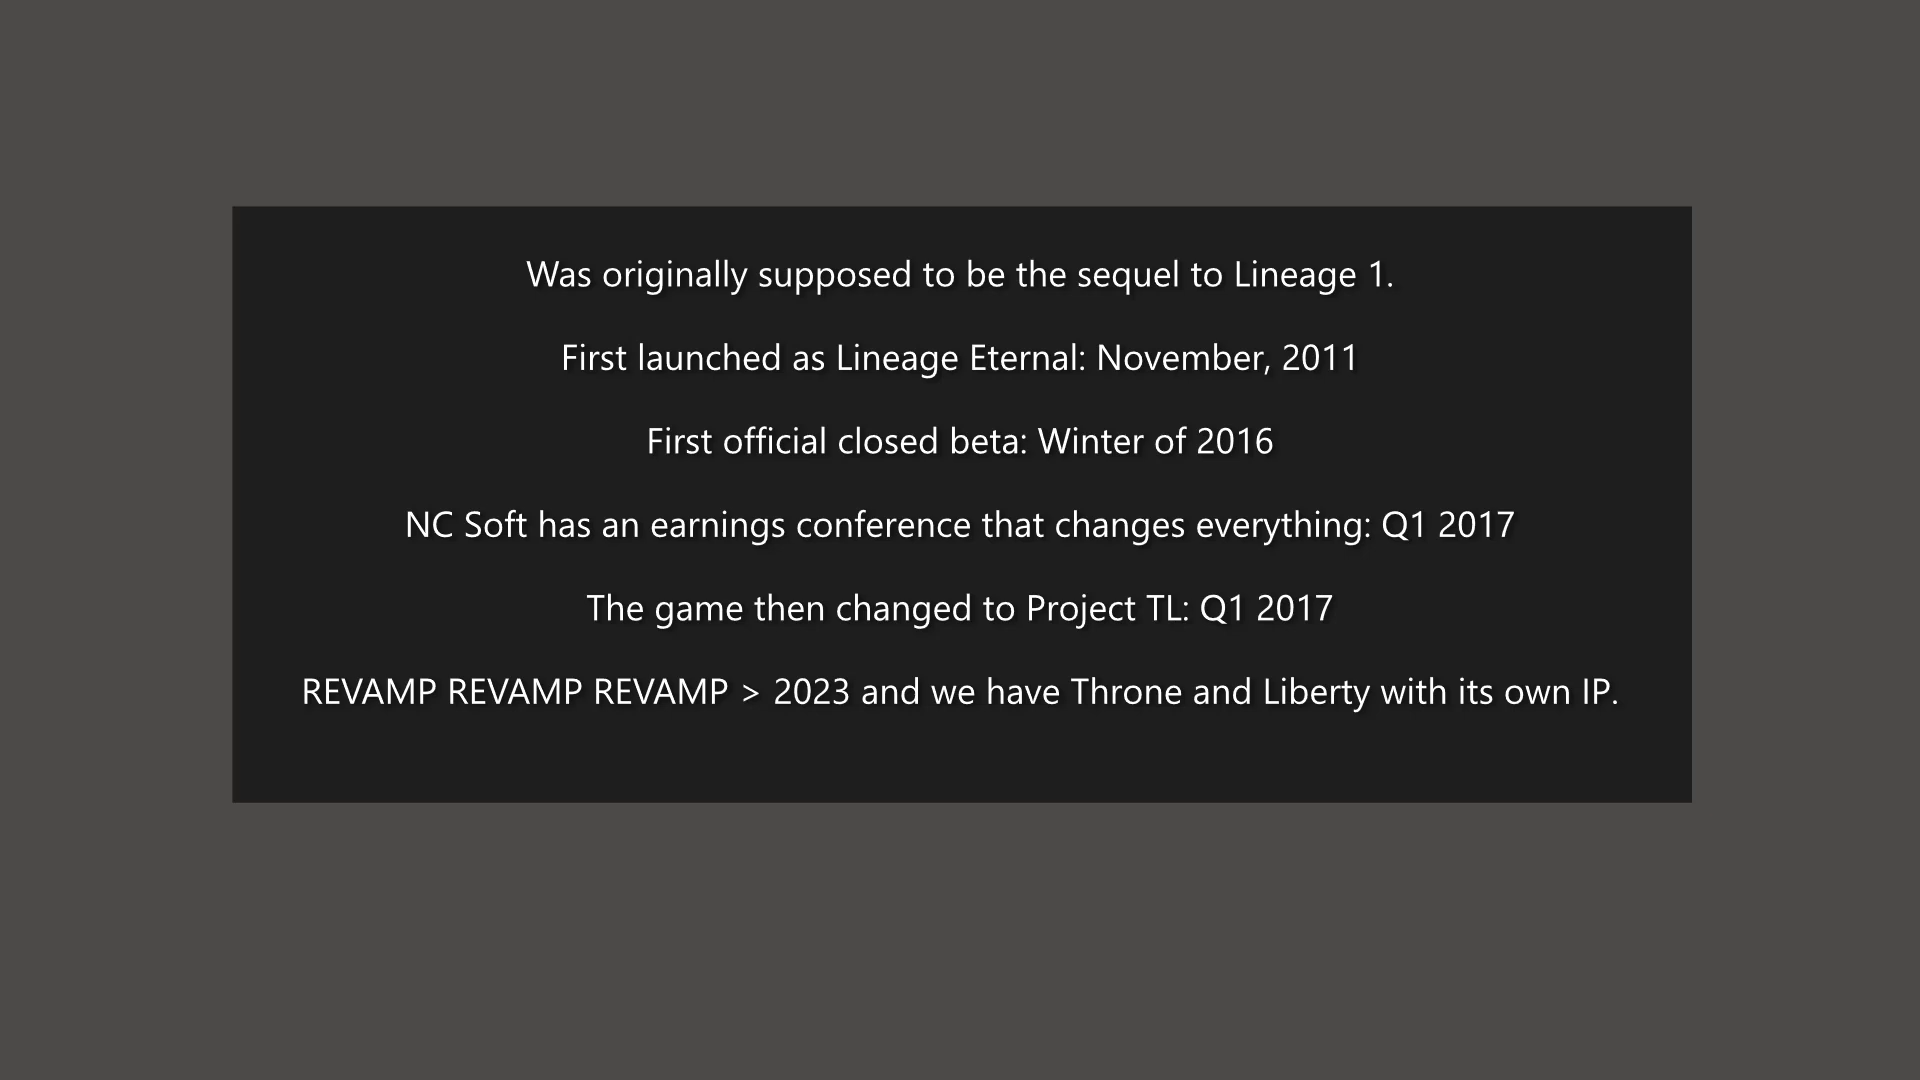 Was originally supposed to be the sequel to Lineage 1.
First launched as Lineage Eternal: November, 2011
First official closed beta: Winter of 2016
NC Soft has an earnings conference that changes everything: Q1 2017
The game then changed to Project TL: Q1 2017
REVAMP REVAMP REVAMP > 2023 and we have Throne and Liberty with its own IP.